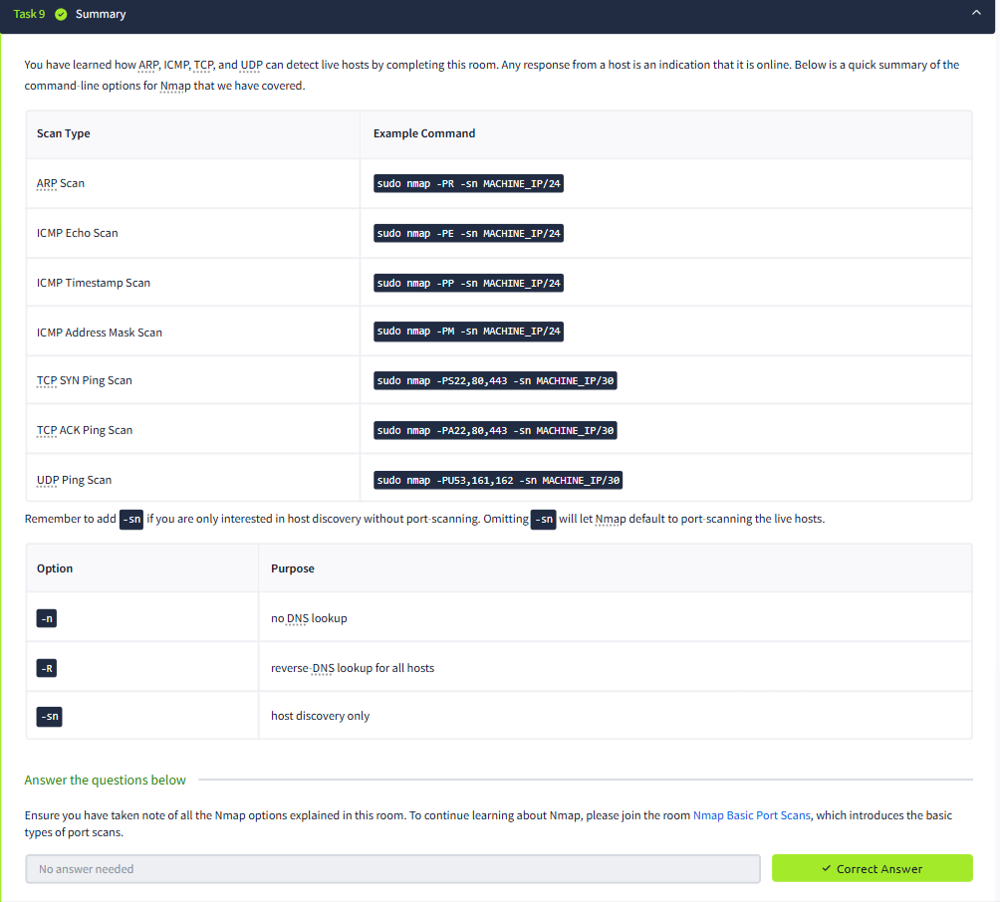 Task 9 Summary
You have learned how ARP, ICMP, TCP, and UDP can detect live hosts by completing this room. Any response from a host is an indication that it is online. Below is a quick summary of the
command-line options for Nmap that we have covered.
Scan Type Example Command
ARP Scan sudo nmap -PR -sn MACHINE_IP/24
ICMP Echo Scan sudo nmap -PE -sn MACHINE_IP/24
ICMP Timestamp Scan sudo nmap -PP -sn MACHINE_IP/24
ICMP Address Mask Scan sudo nmap -PM -sn MACHINE_IP/24
TCP SYN Ping Scan sudo nmap -PS22,80,443 -sn MACHINE_IP/30
TCP ACK Ping Scan sudo nmap -PA22,80,443 -sn MACHINE_IP/30
UDP Ping Scan sudo nmap -PU53,161,162 -sn MACHINE_IP/30
Remember to add -sn if you are only interested in host discovery without port-scanning. Omitting -sn will let Nmap default to port-scanning the live hosts.
Option Purpose
-n no DNS lookup
-R reverse-DNS lookup for all hosts
-sn host discovery only
Answer the questions below
Ensure you have taken note of all the Nmap options explained in this room. To continue learning about Nmap, please join the room Nmap Basic Port Scans, which introduces the basic
types of port scans.
No answer needed Correct Answer